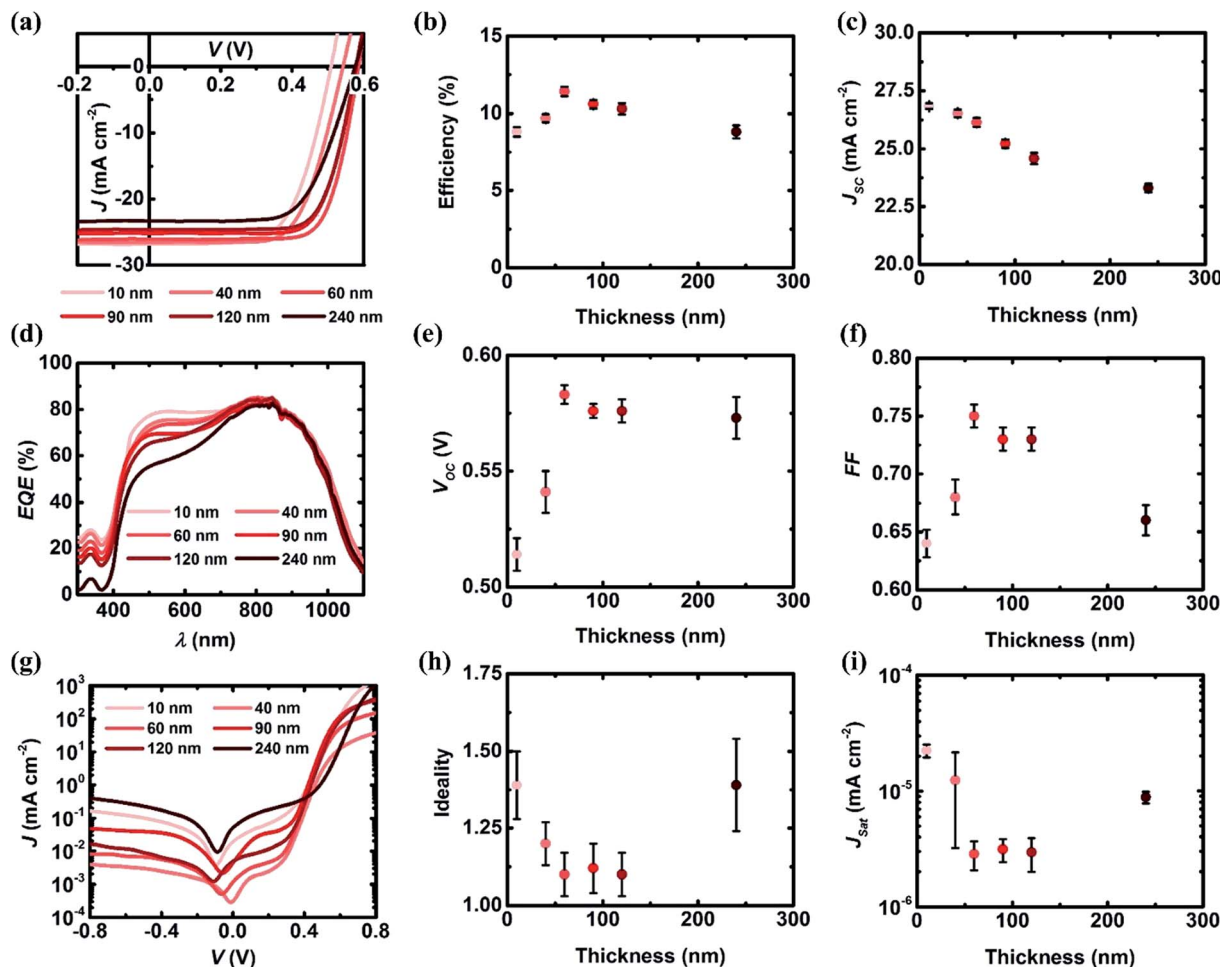 (a)
V (V)
-0.2 0.0 0.2 0.4 0.6
0
-10
-20
-30
J (mA cm⁻²)
10 nm 40 nm 60 nm
90 nm 120 nm 240 nm
(b)
15
10
5
0
Efficiency (%)
0 100 200 300
Thickness (nm)
(c)
30.0
27.5
25.0
22.5
20.0
Jsc (mA cm⁻²)
0 100 200 300
Thickness (nm)
(d)
100
80
60
40
20
0
EQE (%)
10 nm 40 nm
60 nm 90 nm
120 nm 240 nm
400 600 800 1000
λ (nm)
(e)
0.60
0.55
0.50
Voc (V)
0 100 200 300
Thickness (nm)
(f)
0.80
0.75
0.70
0.65
0.60
FF
0 100 200 300
Thickness (nm)
(g)
10³
10²
10¹
10⁰
10⁻¹
10⁻²
10⁻³
10⁻⁴
J (mA cm⁻²)
10 nm 40 nm
60 nm 90 nm
120 nm 240 nm
-0.8 -0.4 0.0 0.4 0.8
V (V)
(h)
1.75
1.50
1.25
1.00
Ideality
0 100 200 300
Thickness (nm)
(i)
10⁻⁴
10⁻⁵
10⁻⁶
Jsat (mA cm⁻²)
0 100 200 300
Thickness (nm)